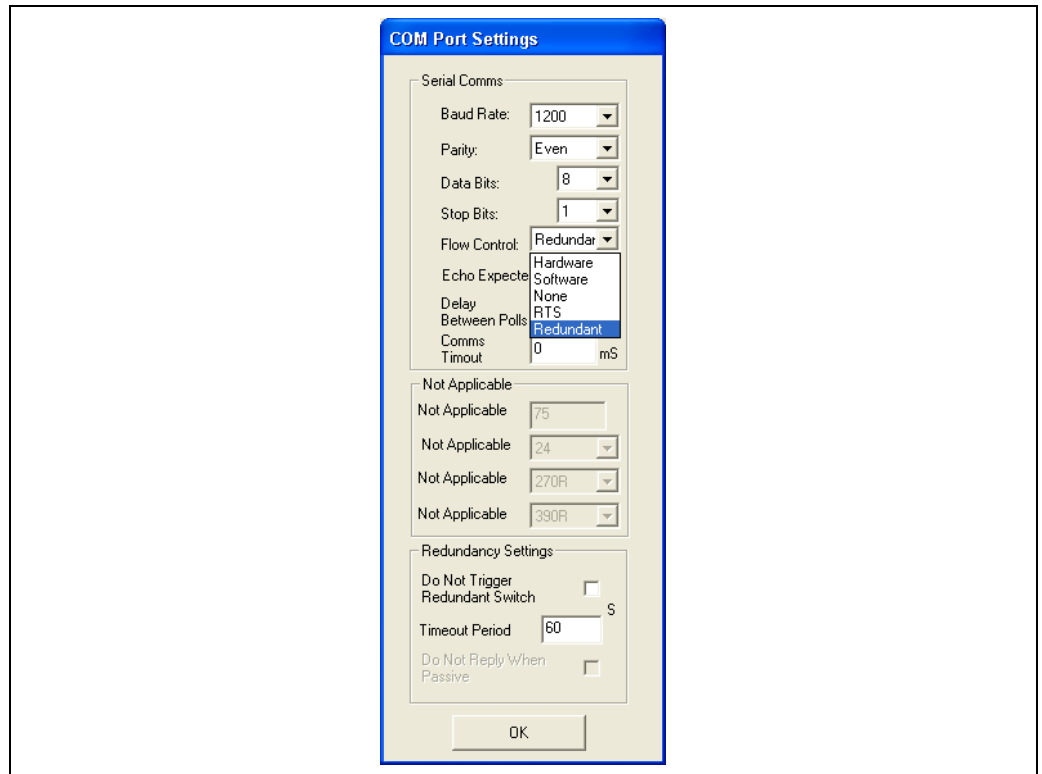 COM Port Settings
Serial Comms
Baud Rate: 1200
Parity: Even
Data Bits: 8
Stop Bits: 1
Flow Control: Redundar
Hardware
Software
None
RTS
Redundant
Echo Expecte
Delay
Between Polls
Comms
Timout 0 mS
Not Applicable
Not Applicable 75
Not Applicable 24
Not Applicable 270R
Not Applicable 390R
Redundancy Settings
Do Not Trigger
Redundant Switch
S
Timeout Period 60
Do Not Reply When
Passive
OK